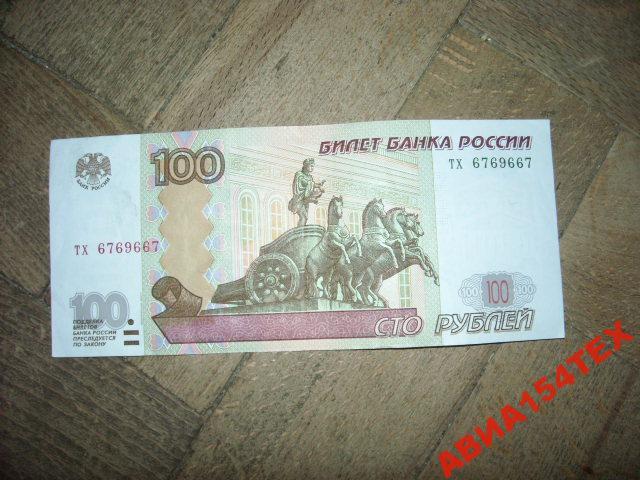 БИЛЕТ БАНКА РОССИИ
100
тх 6769667
БАНК РОССИИ
тх 6769667
100
ПОДДЕЛКА
БИЛЕТОВ
БАНКА РОССИИ
ПРЕСЛЕДУЕТСЯ
ПО ЗАКОНУ
100 100 100
СТО РУБЛЕЙ
АВИА154ТЕХ